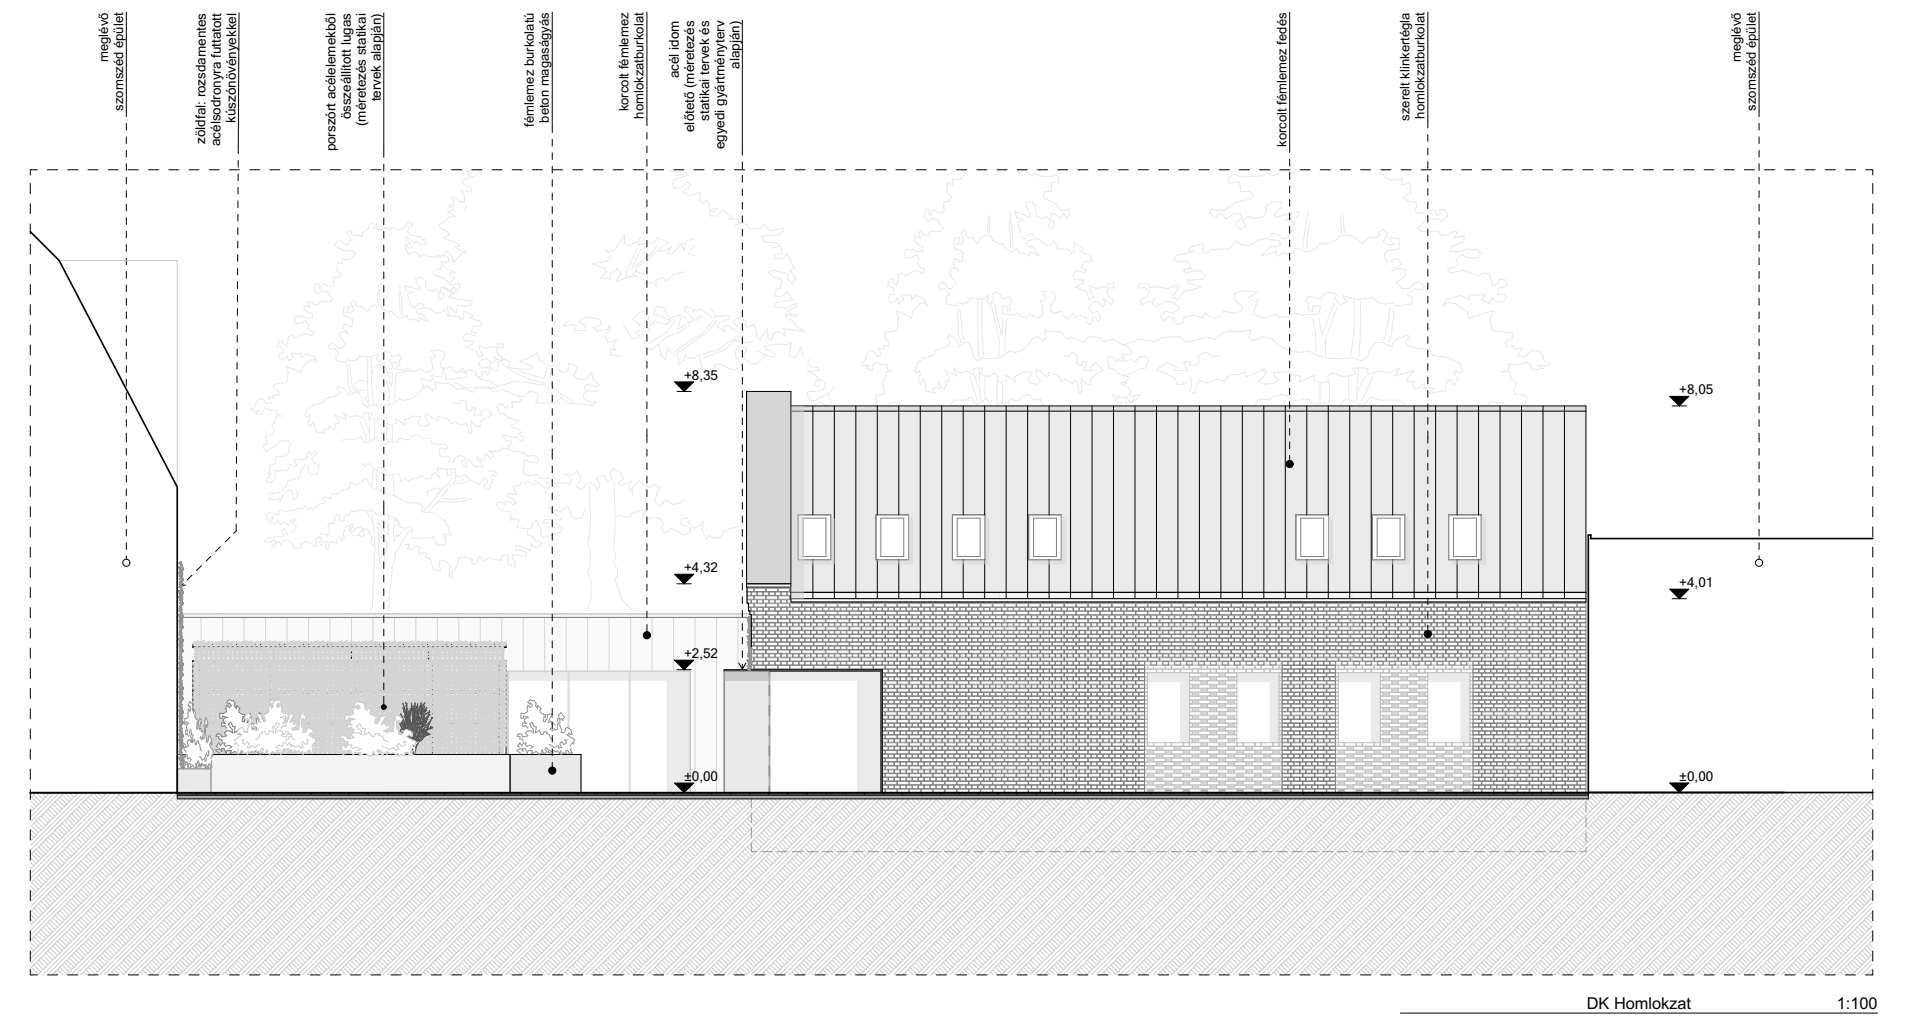 meglévő
szomszéd épület
zöldfal: rozsdamentes
acélsodronyra futtatott
kúszónövényekkel
porszórt acélelemekből
összeállított lugas
(méretezés statikai
tervek alapján)
fémlemez burkolatú
beton magaságyás
korcolt fémlemez
homlokzatburkolat
acél idom
előtető (méretezés
statikai tervek és
egyedi gyártményterv
alapján)
korcolt fémlemez fedés
szerelt klinkertégla
homlokzatburkolat
meglévő
szomszéd épület
+8,35
+8,05
+4,32
+4,01
+2,52
±0,00
±0,00
DK Homlokzat 1:100